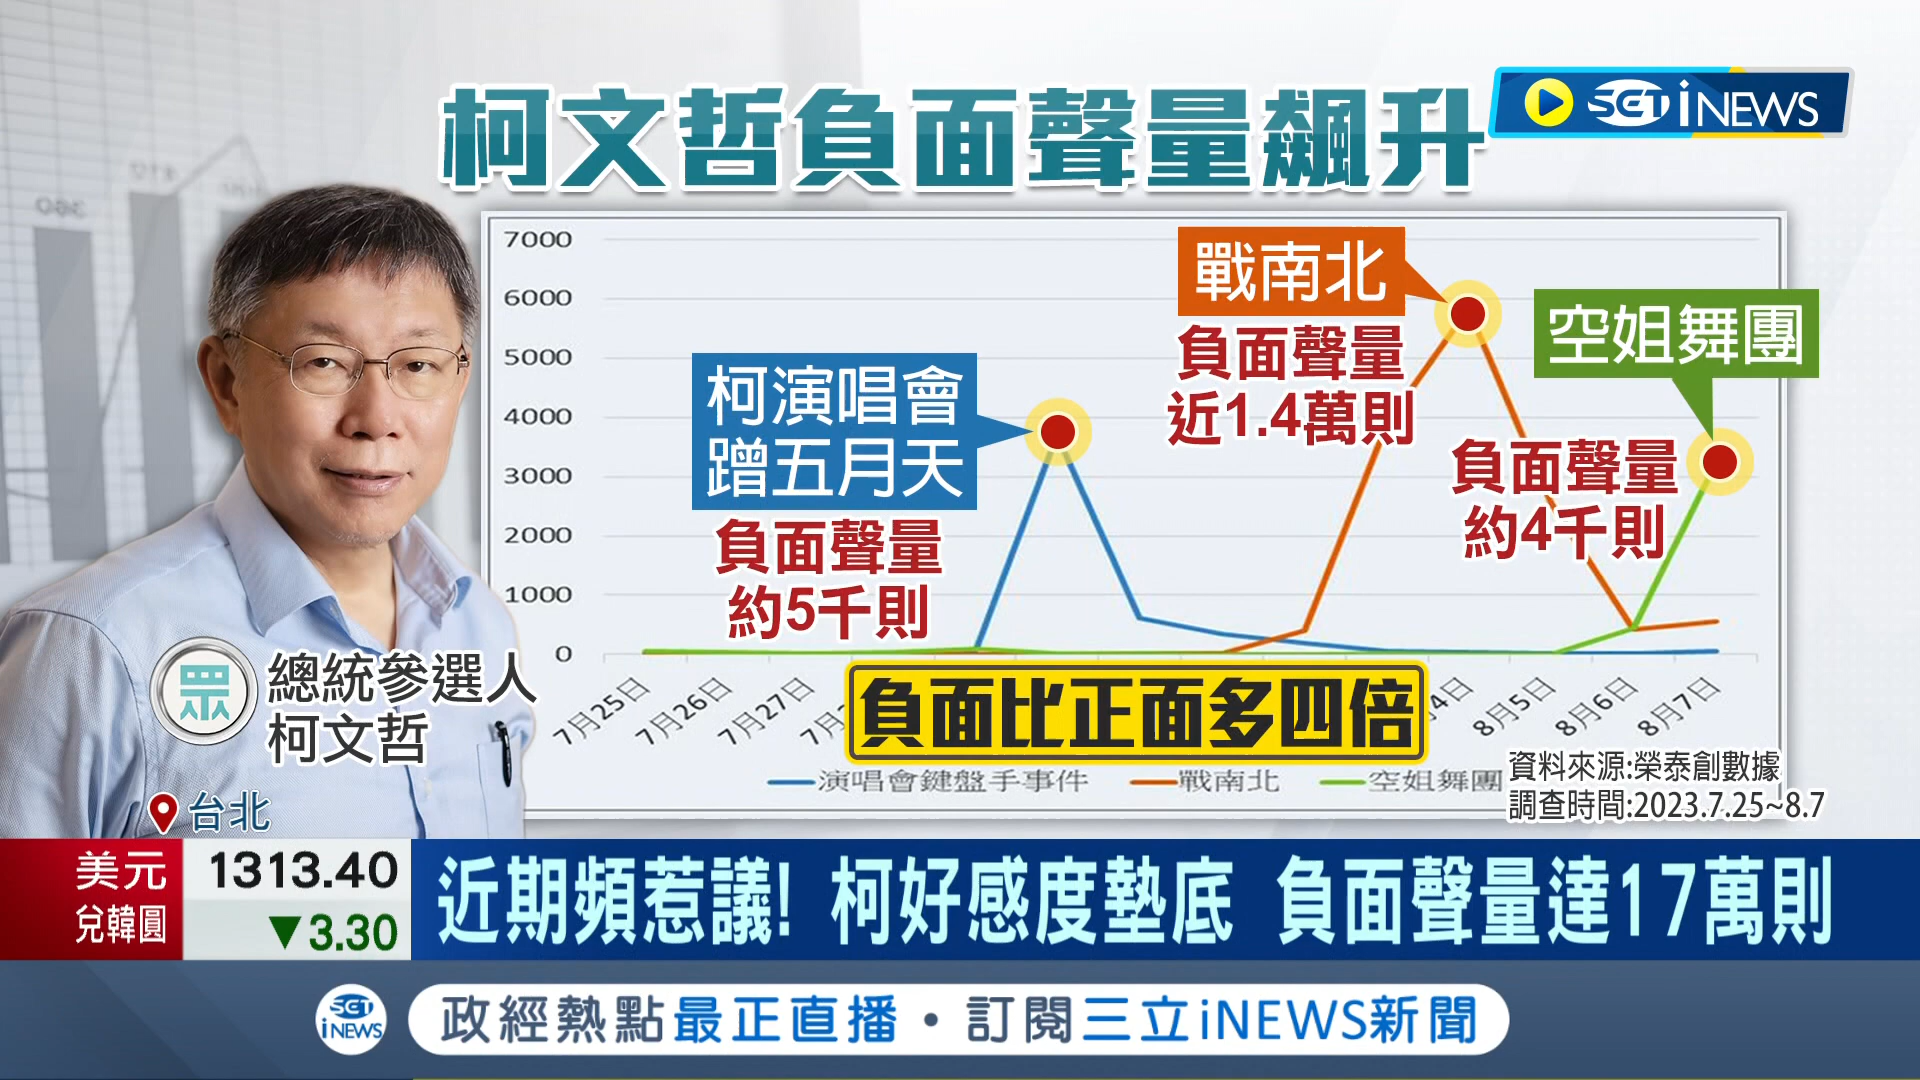 柯文哲負面聲量飆升
SET iNEWS
360
7000
6000
5000
4000
3000
2000
1000
0
柯演唱會
蹭五月天
負面聲量
約5千則
戰南北
負面聲量
近1.4萬則
空姐舞團
負面聲量
約4千則
7月25日
7月26日
7月27日
8月5日
8月6日
8月7日
負面比正面多四倍
演唱會鍵盤手事件
戰南北
空姐舞團
資料來源:榮泰創數據
調查時間:2023.7.25~8.7
眾
總統參選人
柯文哲
台北
美元
兌韓圓
1313.40
▼3.30
近期頻惹議! 柯好感度墊底 負面聲量達17萬則
SET
iNEWS
政經熱點最正直播・訂閱三立iNEWS新聞